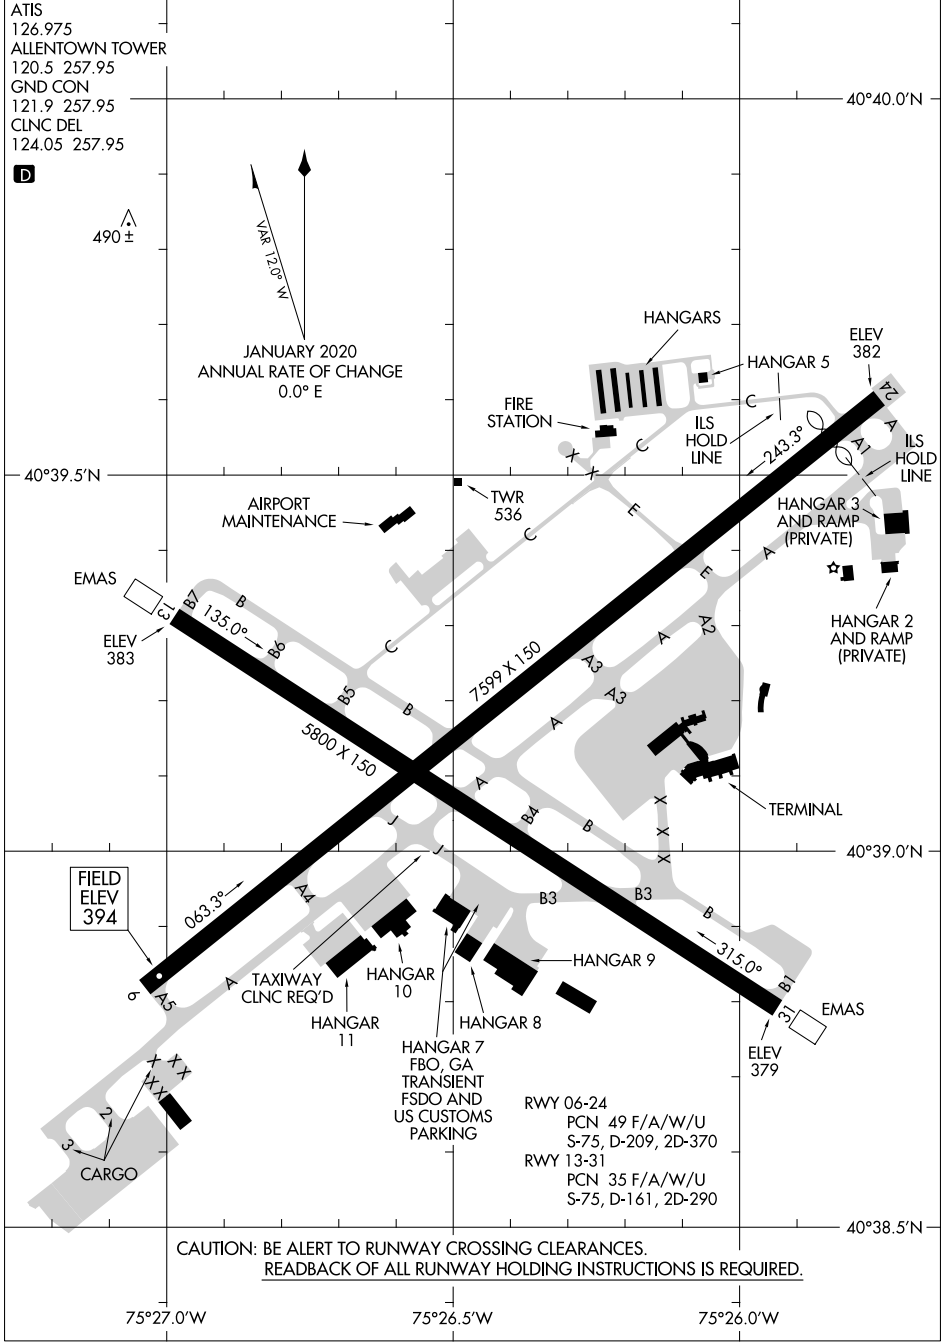 ATIS
126.975
ALLENTOWN TOWER
120.5 257.95
GND CON
121.9 257.95
CLNC DEL
124.05 257.95
D
40°40.0'N
490±
VAR 12.0° W
JANUARY 2020
ANNUAL RATE OF CHANGE
0.0° E
HANGARS
ELEV
382
HANGAR 5
24
C
A
FIRE
STATION
ILS
HOLD
LINE
243.3°
A1
ILS
HOLD
LINE
C
X
X
40°39.5'N
AIRPORT
MAINTENANCE
TWR
536
E
HANGAR 3
AND RAMP
(PRIVATE)
C
A
EMAS
E
13
B7
B
135.0°
HANGAR 2
AND RAMP
(PRIVATE)
ELEV
383
A2
B6
C
A
A3
7599 X 150
A3
B5
B
A
5800 X 150
A
X
X
X
TERMINAL
J
B4
B
J
40°39.0'N
FIELD
ELEV
394
063.3°
A4
B3
B3
B
315.0°
A
TAXIWAY
CLNC REQ'D
HANGAR
10
HANGAR 9
6
A5
B1
31
EMAS
HANGAR
11
HANGAR 8
ELEV
379
HANGAR 7
FBO, GA
TRANSIENT
FSDO AND
US CUSTOMS
PARKING
X
X
X
X
X
2
3
CARGO
RWY 06-24
PCN 49 F/A/W/U
S-75, D-209, 2D-370
RWY 13-31
PCN 35 F/A/W/U
S-75, D-161, 2D-290
40°38.5'N
CAUTION: BE ALERT TO RUNWAY CROSSING CLEARANCES.
READBACK OF ALL RUNWAY HOLDING INSTRUCTIONS IS REQUIRED.
75°27.0'W
75°26.5'W
75°26.0'W